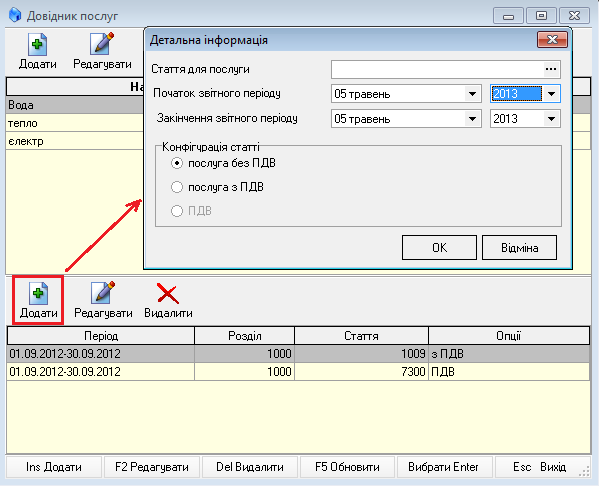 Довідник послуг
Додати Редагувати
На
Вода
тепло
єлектр
Детальна інформація
Стаття для послуги ...
Початок звітного періоду 05 травень 2013
Закінчення звітного періоду 05 травень 2013
Конфігурація статті
послуга без ПДВ
послуга з ПДВ
ПДВ
OK Відміна
Додати Редагувати Видалити
Період Розділ Стаття Опції
01.09.2012-30.09.2012 1000 1009 з ПДВ
01.09.2012-30.09.2012 1000 7300 ПДВ
Ins Додати F2 Редагувати Del Видалити F5 Обновити Вибрати Enter Esc Вихід